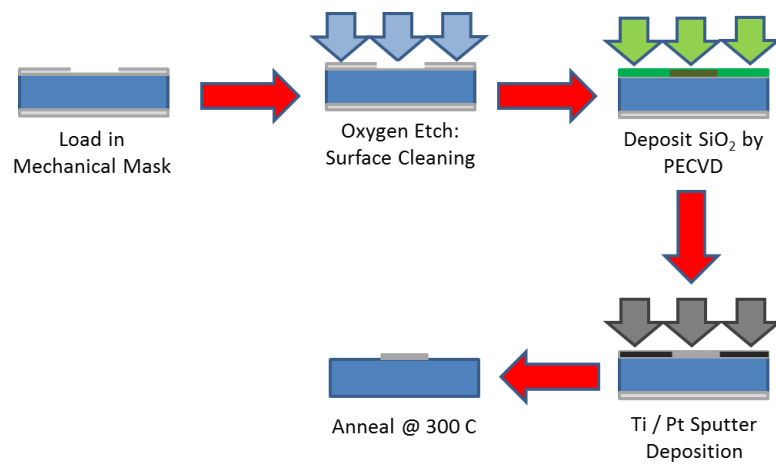 Load in
Mechanical Mask
Oxygen Etch:
Surface Cleaning
Deposit SiO₂ by
PECVD
Ti / Pt Sputter
Deposition
Anneal @ 300 C